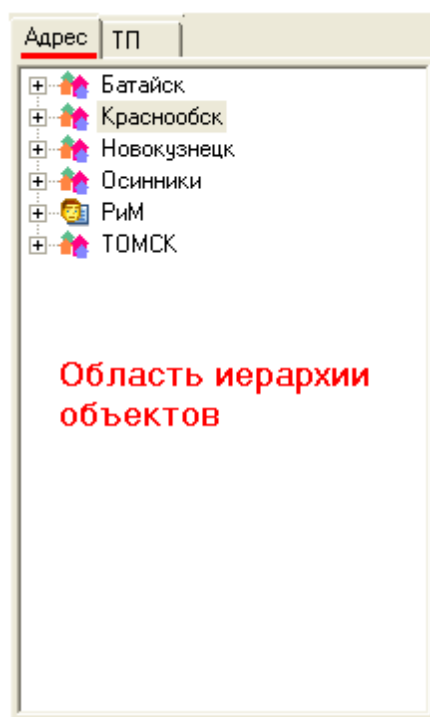 Адрес ТП
Батайск
Краснообск
Новокузнецк
Осинники
РиМ
ТОМСК
Область иерархии
объектов